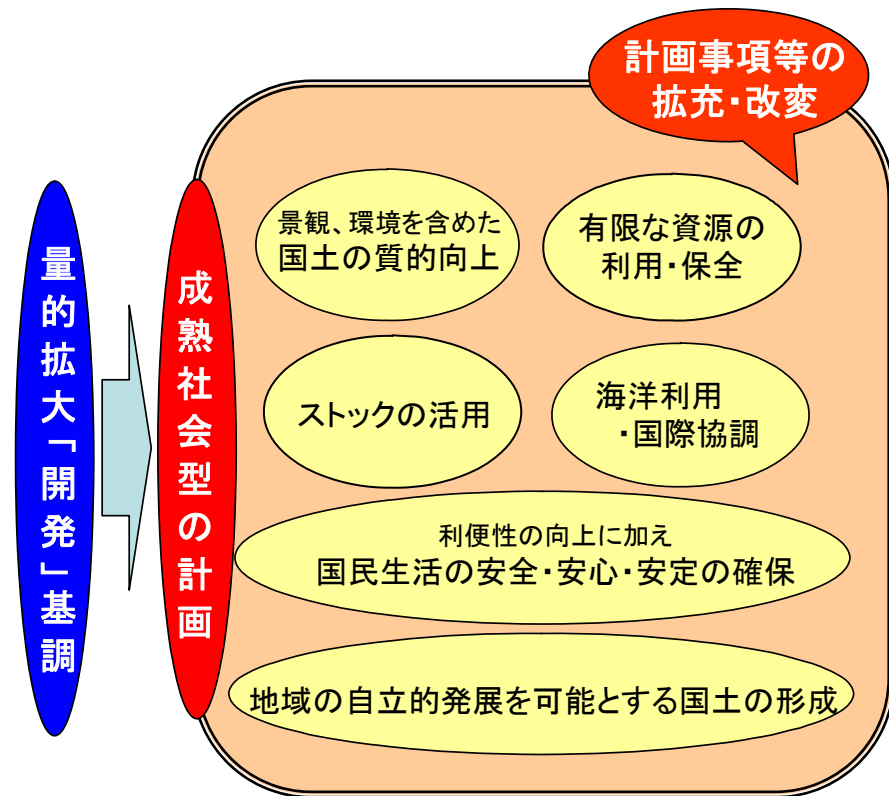 計画事項等の
拡充・改変
量的拡大「開発」基調
成熟社会型の計画
景観、環境を含めた
国土の質的向上
有限な資源の
利用・保全
ストックの活用
海洋利用
・国際協調
利便性の向上に加え
国民生活の安全・安心・安定の確保
地域の自立的発展を可能とする国土の形成